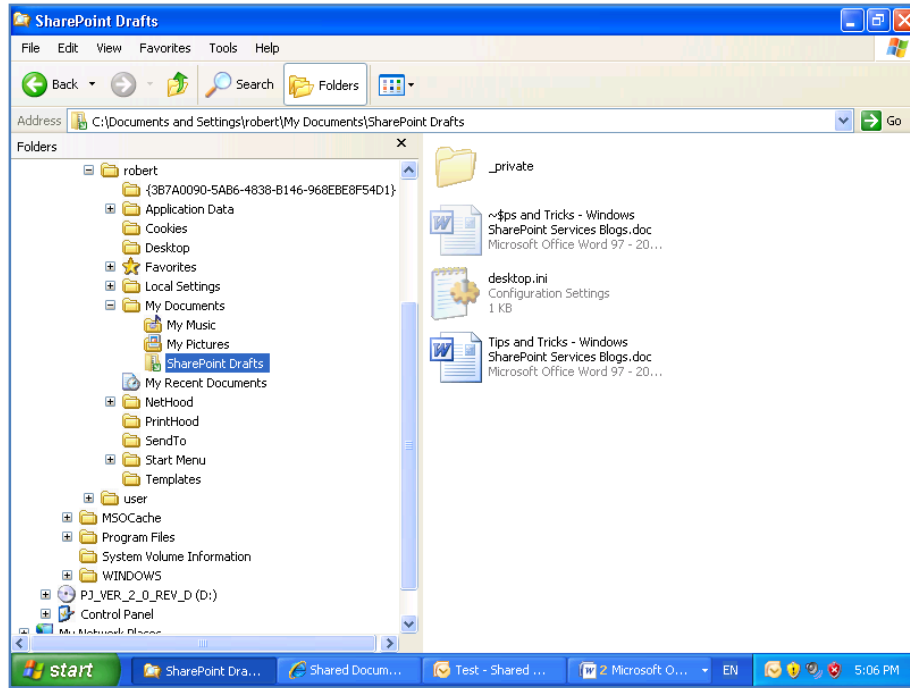 SharePoint Drafts
File Edit View Favorites Tools Help
Back Search Folders
Address C:\Documents and Settings\robert\My Documents\SharePoint Drafts Go
Folders
robert
{3B7A0090-5AB6-4838-B146-968EBE8F54D1}
Application Data
Cookies
Desktop
Favorites
Local Settings
My Documents
My Music
My Pictures
SharePoint Drafts
My Recent Documents
NetHood
PrintHood
SendTo
Start Menu
Templates
user
MSOCache
Program Files
System Volume Information
WINDOWS
PJ_VER_2_0_REV_D (D:)
Control Panel
My Network Places
_private
~$ps and Tricks - Windows
SharePoint Services Blogs.doc
Microsoft Office Word 97 - 20...
desktop.ini
Configuration Settings
1 KB
Tips and Tricks - Windows
SharePoint Services Blogs.doc
Microsoft Office Word 97 - 20...
start SharePoint Dra... Shared Docum... Test - Shared ... 2 Microsoft O... EN 5:06 PM